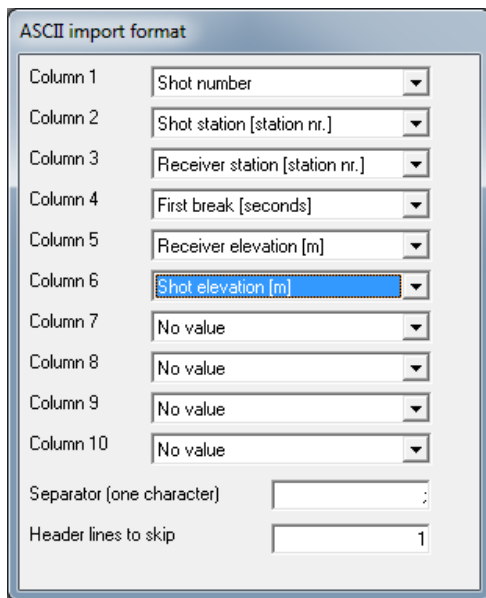 ASCII import format
Column 1 Shot number
Column 2 Shot station [station nr.]
Column 3 Receiver station [station nr.]
Column 4 First break [seconds]
Column 5 Receiver elevation [m]
Column 6 Shot elevation [m]
Column 7 No value
Column 8 No value
Column 9 No value
Column 10 No value
Separator (one character) ;
Header lines to skip 1